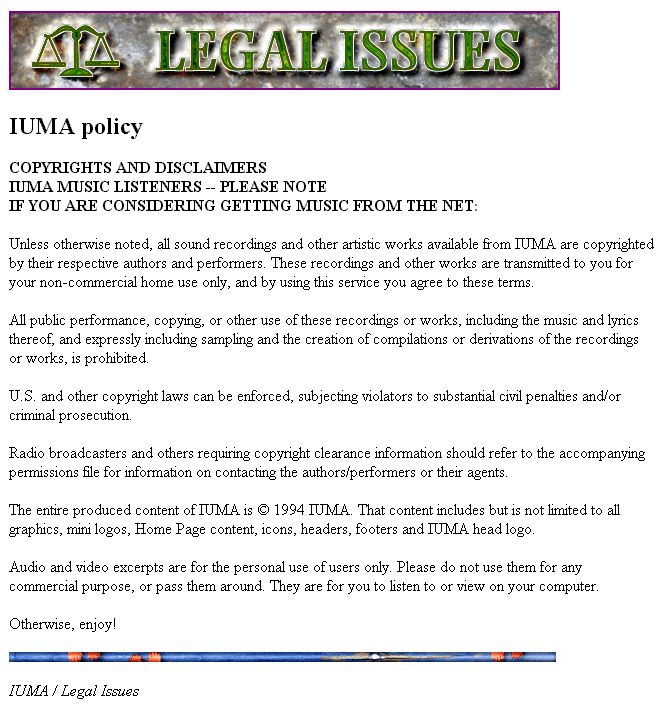 LEGAL ISSUES
IUMA policy
COPYRIGHTS AND DISCLAIMERS
IUMA MUSIC LISTENERS -- PLEASE NOTE
IF YOU ARE CONSIDERING GETTING MUSIC FROM THE NET:
Unless otherwise noted, all sound recordings and other artistic works available from IUMA are copyrighted
by their respective authors and performers. These recordings and other works are transmitted to you for
your non-commercial home use only, and by using this service you agree to these terms.
All public performance, copying, or other use of these recordings or works, including the music and lyrics
thereof, and expressly including sampling and the creation of compilations or derivations of the recordings
or works, is prohibited.
U.S. and other copyright laws can be enforced, subjecting violators to substantial civil penalties and/or
criminal prosecution.
Radio broadcasters and others requiring copyright clearance information should refer to the accompanying
permissions file for information on contacting the authors/performers or their agents.
The entire produced content of IUMA is © 1994 IUMA. That content includes but is not limited to all
graphics, mini logos, Home Page content, icons, headers, footers and IUMA head logo.
Audio and video excerpts are for the personal use of users only. Please do not use them for any
commercial purpose, or pass them around. They are for you to listen to or view on your computer.
Otherwise, enjoy!
IUMA / Legal Issues